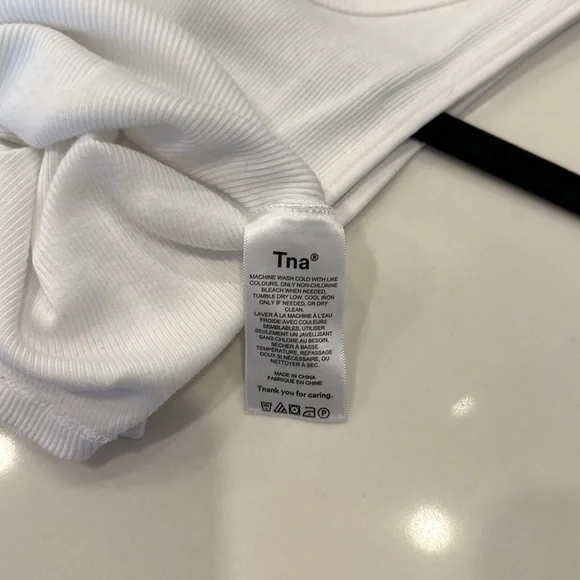 Tna®
MACHINE WASH COLD WITH LIKE
COLOURS, ONLY NON-CHLORINE
BLEACH WHEN NEEDED,
TUMBLE DRY LOW, COOL IRON
ONLY IF NEEDED, OR DRY
CLEAN.
LAVER À LA MACHINE À L'EAU
FROIDE AVEC COULEURS
SEMBLABLES, UTILISER
SEULEMENT UN JAVELLISANT
SANS CHLORE AU BESOIN,
SÉCHER À BASSE
TEMPÉRATURE, REPASSAGE
DOUX SI NÉCESSAIRE, OU
NETTOYER À SEC.
MADE IN CHINA
FABRIQUÉ EN CHINE
Tnank you for caring.
P